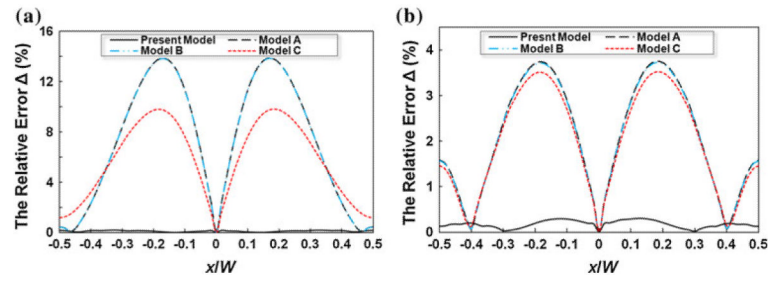 (a)
The Relative Error Δ (%)
16
12
8
4
0
Present Model
Model A
Model B
Model C
-0.5 -0.4 -0.3 -0.2 -0.1 0 0.1 0.2 0.3 0.4 0.5
x/W
(b)
The Relative Error Δ (%)
4
3
2
1
0
Presnt Model
Model A
Model B
Model C
-0.5 -0.4 -0.3 -0.2 -0.1 0 0.1 0.2 0.3 0.4 0.5
x/W